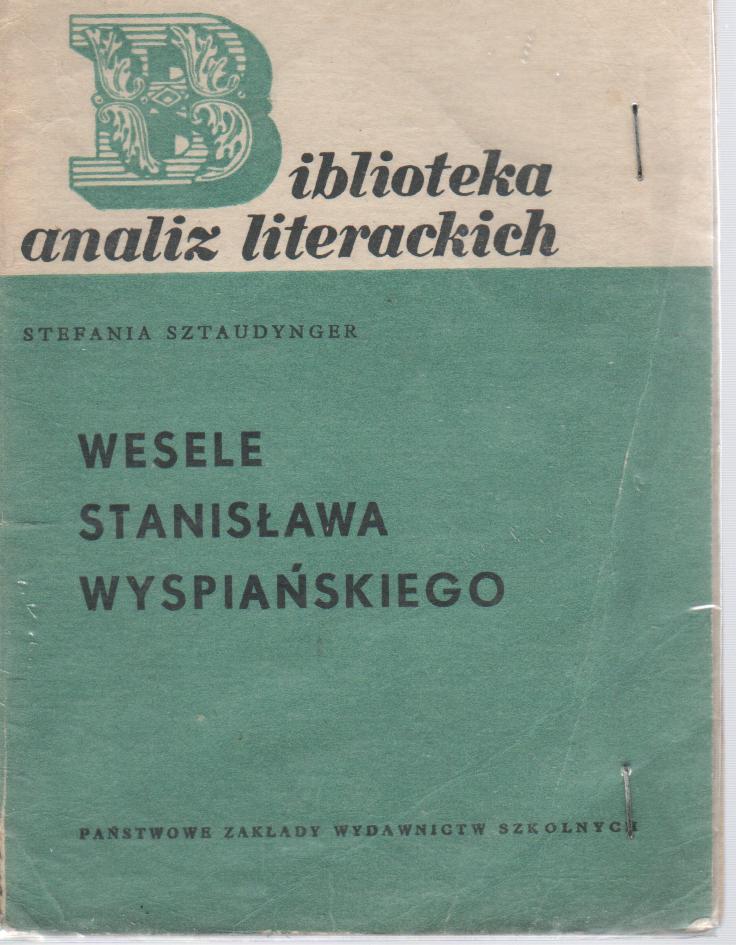 Biblioteka
analiz literackich
STEFANIA SZTAUDYNGER
WESELE
STANISŁAWA
WYSPIAŃSKIEGO
PAŃSTWOWE ZAKŁADY WYDAWNICTW SZKOLNYCH